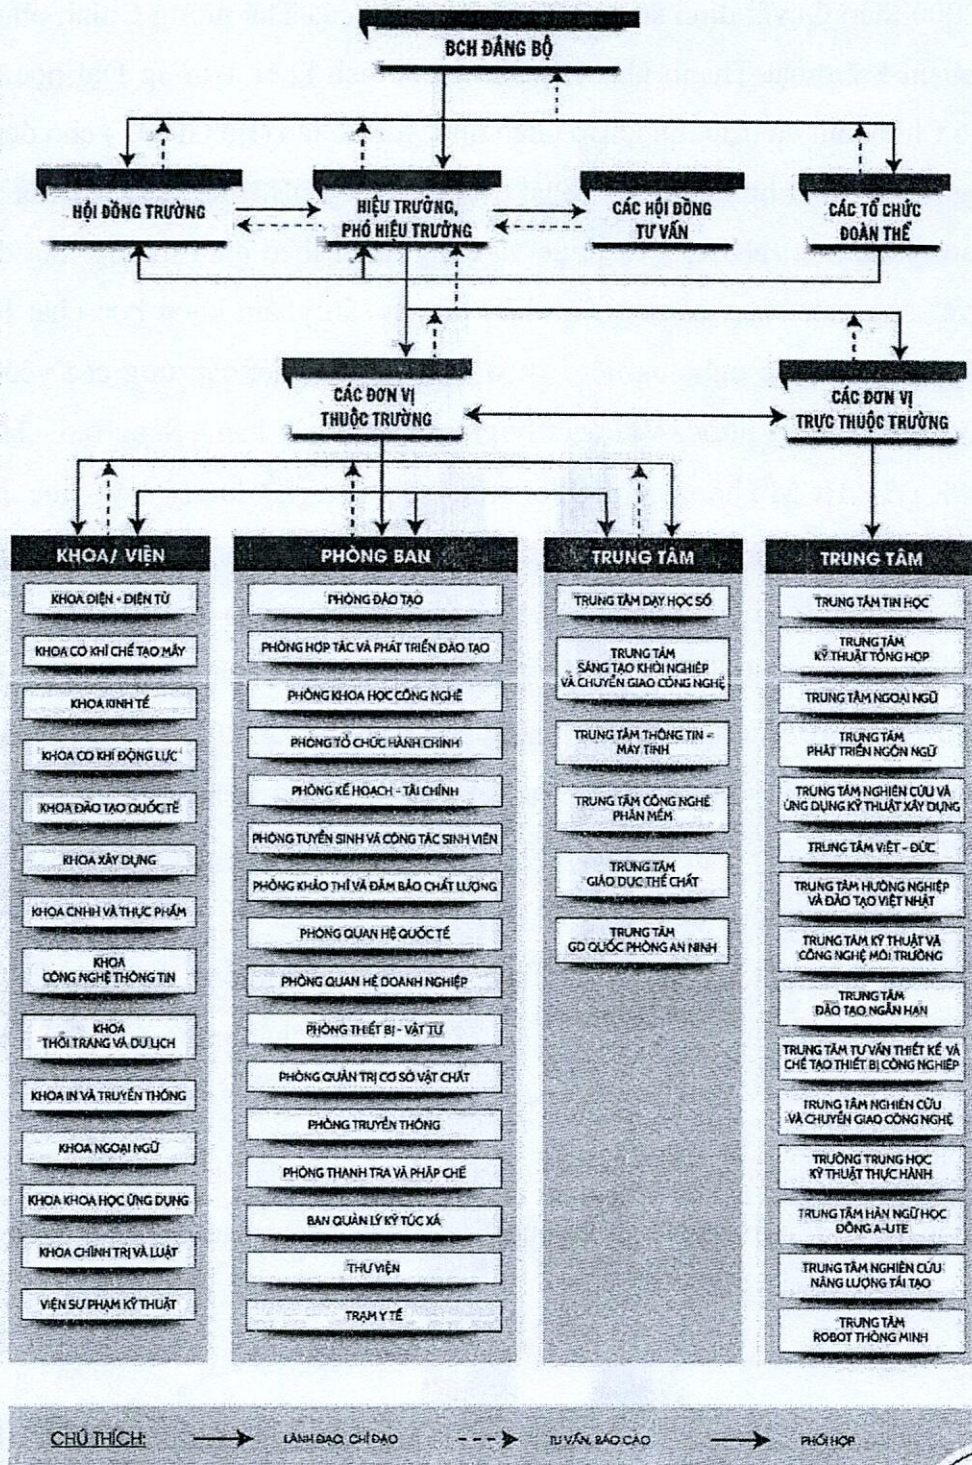 BCH ĐẢNG BỘ
HỘI ĐỒNG TRƯỜNG
HIỆU TRƯỞNG,
PHÓ HIỆU TRƯỞNG
CÁC HỘI ĐỒNG
TƯ VẤN
CÁC TỔ CHỨC
ĐOÀN THỂ
CÁC ĐƠN VỊ
THUỘC TRƯỜNG
CÁC ĐƠN VỊ
TRỰC THUỘC TRƯỜNG
KHOA/ VIỆN
KHOA ĐIỆN - ĐIỆN TỬ
KHOA CƠ KHÍ CHẾ TẠO MÁY
KHOA KINH TẾ
KHOA CƠ KHÍ ĐỘNG LỰC
KHOA ĐÀO TẠO QUỐC TẾ
KHOA XÂY DỰNG
KHOA CNHH VÀ THỰC PHẨM
KHOA
CÔNG NGHỆ THÔNG TIN
KHOA
THỜI TRANG VÀ DU LỊCH
KHOA IN VÀ TRUYỀN THÔNG
KHOA NGOẠI NGỮ
KHOA KHOA HỌC ỨNG DỤNG
KHOA CHÍNH TRỊ VÀ LUẬT
VIỆN SƯ PHẠM KỸ THUẬT
PHÒNG BAN
PHÒNG ĐÀO TẠO
PHÒNG HỢP TÁC VÀ PHÁT TRIỂN ĐÀO TẠO
PHÒNG KHOA HỌC CÔNG NGHỆ
PHÒNG TỔ CHỨC HÀNH CHÍNH
PHÒNG KẾ HOẠCH - TÀI CHÍNH
PHÒNG TUYỂN SINH VÀ CÔNG TÁC SINH VIÊN
PHÒNG KHẢO THÍ VÀ ĐẢM BẢO CHẤT LƯỢNG
PHÒNG QUAN HỆ QUỐC TẾ
PHÒNG QUAN HỆ DOANH NGHIỆP
PHÒNG THIẾT BỊ - VẬT TƯ
PHÒNG QUẢN TRỊ CƠ SỞ VẬT CHẤT
PHÒNG TRUYỀN THÔNG
PHÒNG THANH TRA VÀ PHÁP CHẾ
BAN QUẢN LÝ KÝ TÚC XÁ
THƯ VIỆN
TRẠM Y TẾ
TRUNG TÂM
TRUNG TÂM DẠY HỌC SỐ
TRUNG TÂM
SÁNG TẠO KHỞI NGHIỆP
VÀ CHUYỂN GIAO CÔNG NGHỆ
TRUNG TÂM THÔNG TIN -
MÁY TÍNH
TRUNG TÂM CÔNG NGHỆ
PHẦN MỀM
TRUNG TÂM
GIÁO DỤC THỂ CHẤT
TRUNG TÂM
GD QUỐC PHÒNG AN NINH
TRUNG TÂM
TRUNG TÂM TIN HỌC
TRUNG TÂM
KỸ THUẬT TỔNG HỢP
TRUNG TÂM NGOẠI NGỮ
TRUNG TÂM
PHÁT TRIỂN NGÔN NGỮ
TRUNG TÂM NGHIÊN CỨU VÀ
ỨNG DỤNG KỸ THUẬT XÂY DỰNG
TRUNG TÂM VIỆT - ĐỨC
TRUNG TÂM HƯỚNG NGHIỆP
VÀ ĐÀO TẠO VIỆT NHẬT
TRUNG TÂM KỸ THUẬT VÀ
CÔNG NGHỆ MÔI TRƯỜNG
TRUNG TÂM
ĐÀO TẠO NGẮN HẠN
TRUNG TÂM TƯ VẤN THIẾT KẾ VÀ
CHẾ TẠO THIẾT BỊ CÔNG NGHIỆP
TRUNG TÂM NGHIÊN CỨU
VÀ CHUYỂN GIAO CÔNG NGHỆ
TRƯỜNG TRUNG HỌC
KỸ THUẬT THỰC HÀNH
TRUNG TÂM HÀN NGỮ HỌC
ĐÔNG A-UTE
TRUNG TÂM NGHIÊN CỨU
NĂNG LƯỢNG TÁI TẠO
TRUNG TÂM
ROBOT THÔNG MINH
CHÚ THÍCH: LÃNH ĐẠO, CHỈ ĐẠO TƯ VẤN, BÁO CÁO PHỐI HỢP